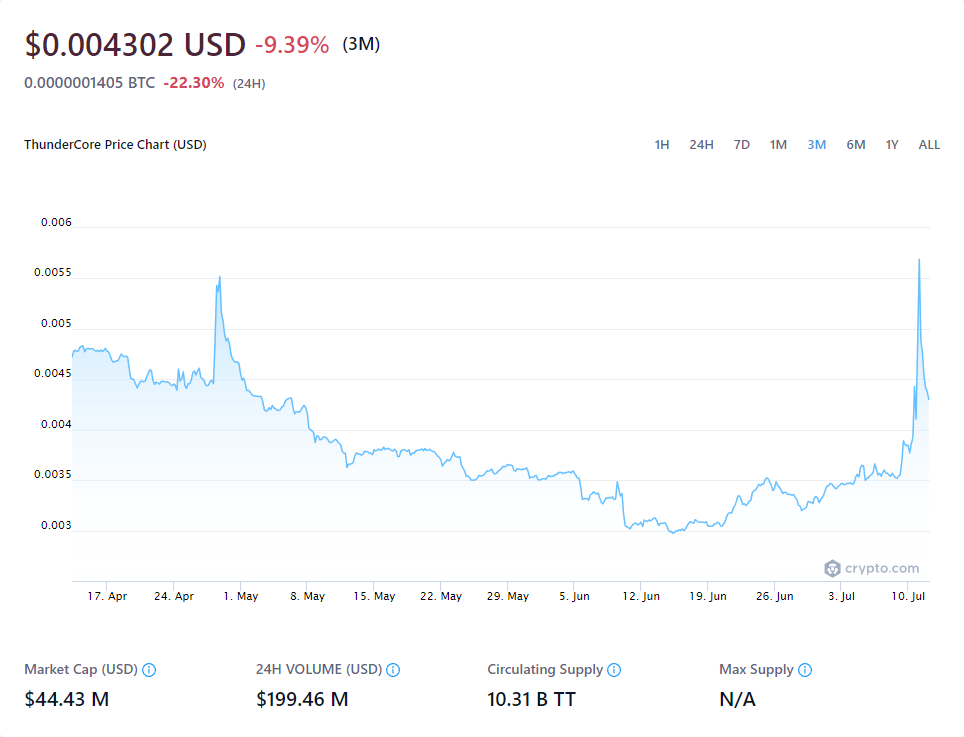 $0.004302 USD -9.39% (3M)
0.0000001405 BTC -22.30% (24H)
ThunderCore Price Chart (USD) 1H 24H 7D 1M 3M 6M 1Y ALL
0.006
0.0055
0.005
0.0045
0.004
0.0035
0.003
crypto.com
17. Apr 24. Apr 1. May 8. May 15. May 22. May 29. May 5. Jun 12. Jun 19. Jun 26. Jun 3. Jul 10. Jul
Market Cap (USD) 24H VOLUME (USD) Circulating Supply Max Supply
$44.43 M $199.46 M 10.31 B TT N/A